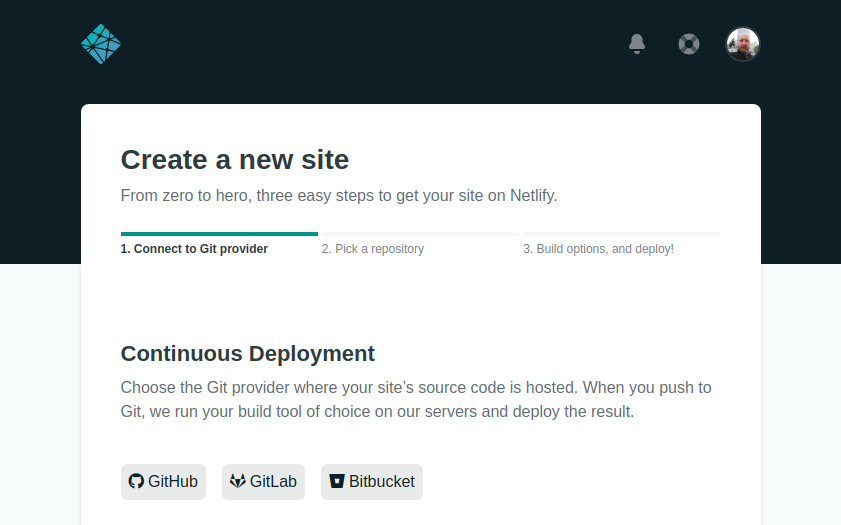 Create a new site
From zero to hero, three easy steps to get your site on Netlify.
1. Connect to Git provider
2. Pick a repository
3. Build options, and deploy!
Continuous Deployment
Choose the Git provider where your site’s source code is hosted. When you push to
Git, we run your build tool of choice on our servers and deploy the result.
GitHub
GitLab
Bitbucket